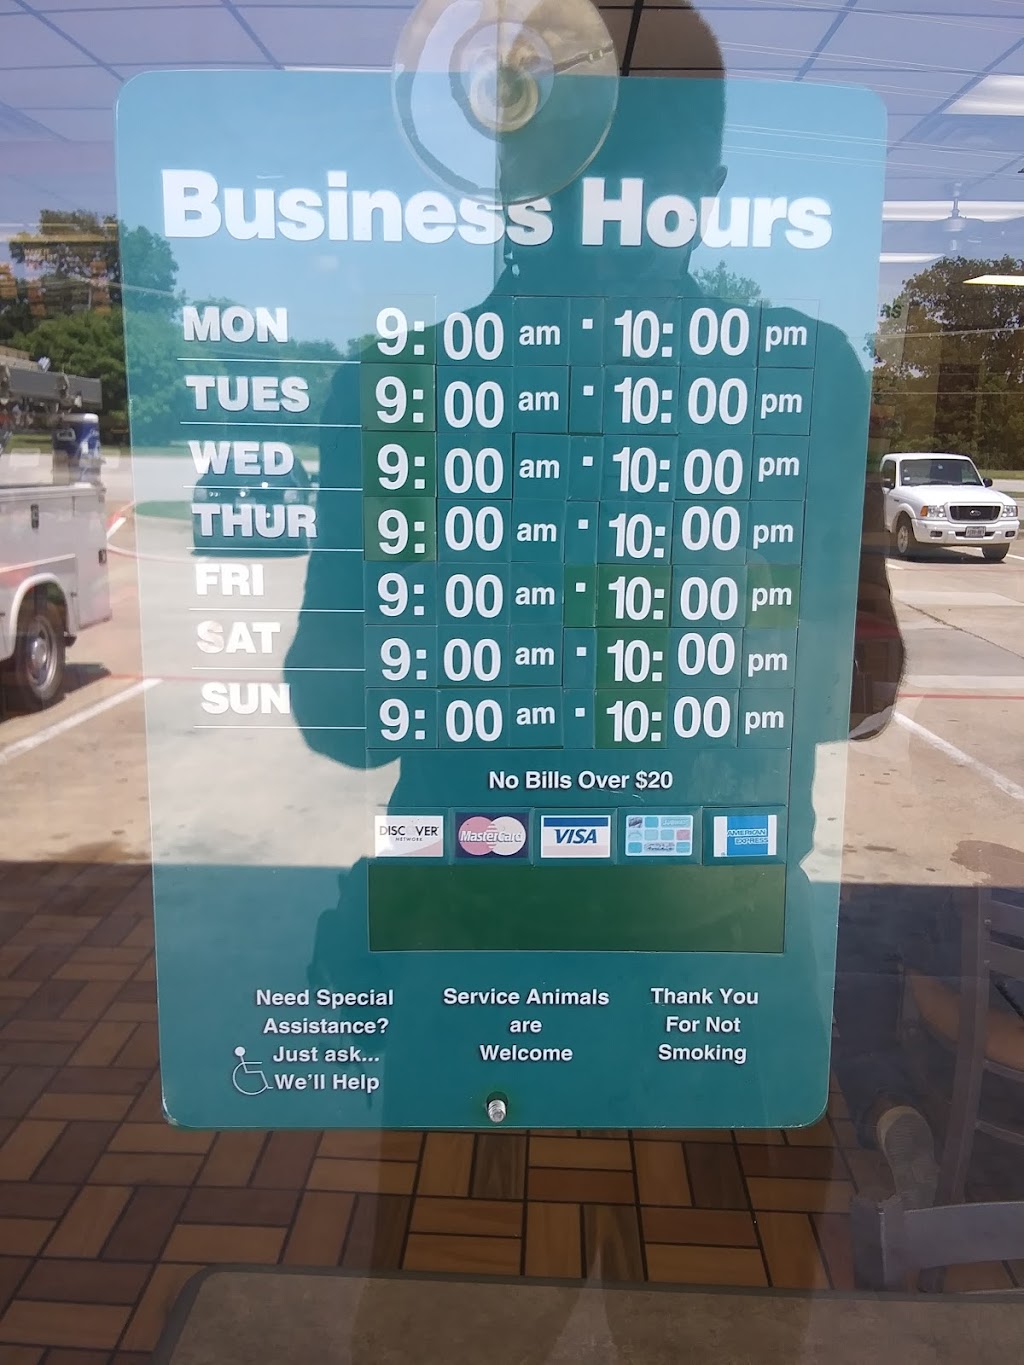 Business Hours
MON 9:00 am - 10:00 pm
TUES 9:00 am - 10:00 pm
WED 9:00 am - 10:00 pm
THUR 9:00 am - 10:00 pm
FRI 9:00 am - 10:00 pm
SAT 9:00 am - 10:00 pm
SUN 9:00 am - 10:00 pm
No Bills Over $20
DISCOVER
NETWORK
MasterCard
VISA
AMERICAN
EXPRESS
Need Special
Assistance?
Just ask...
We'll Help
Service Animals
are
Welcome
Thank You
For Not
Smoking